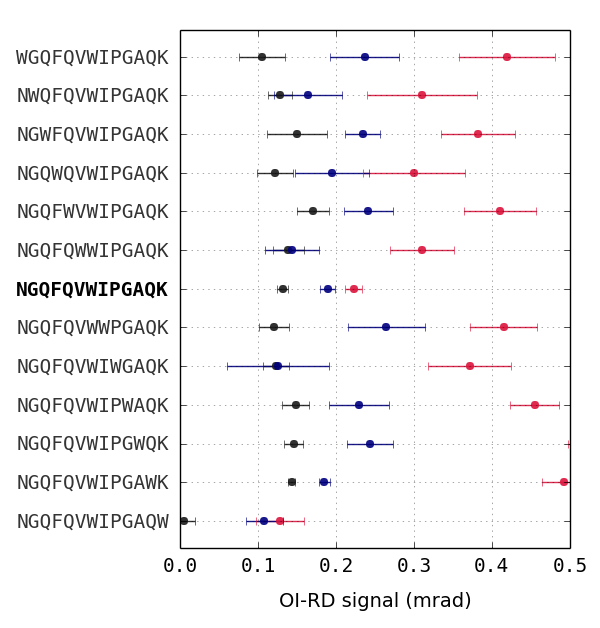 WGQFQVWIPGAQK
NWQFQVWIPGAQK
NGWFQVWIPGAQK
NGQWQVWIPGAQK
NGQFWVWIPGAQK
NGQFQWWIPGAQK
NGQFQVWIPGAQK
NGQFQVWWPGAQK
NGQFQVWIWGAQK
NGQFQVWIPWAQK
NGQFQVWIPGWQK
NGQFQVWIPGAWK
NGQFQVWIPGAQW
0.0 0.1 0.2 0.3 0.4 0.5
OI-RD signal (mrad)